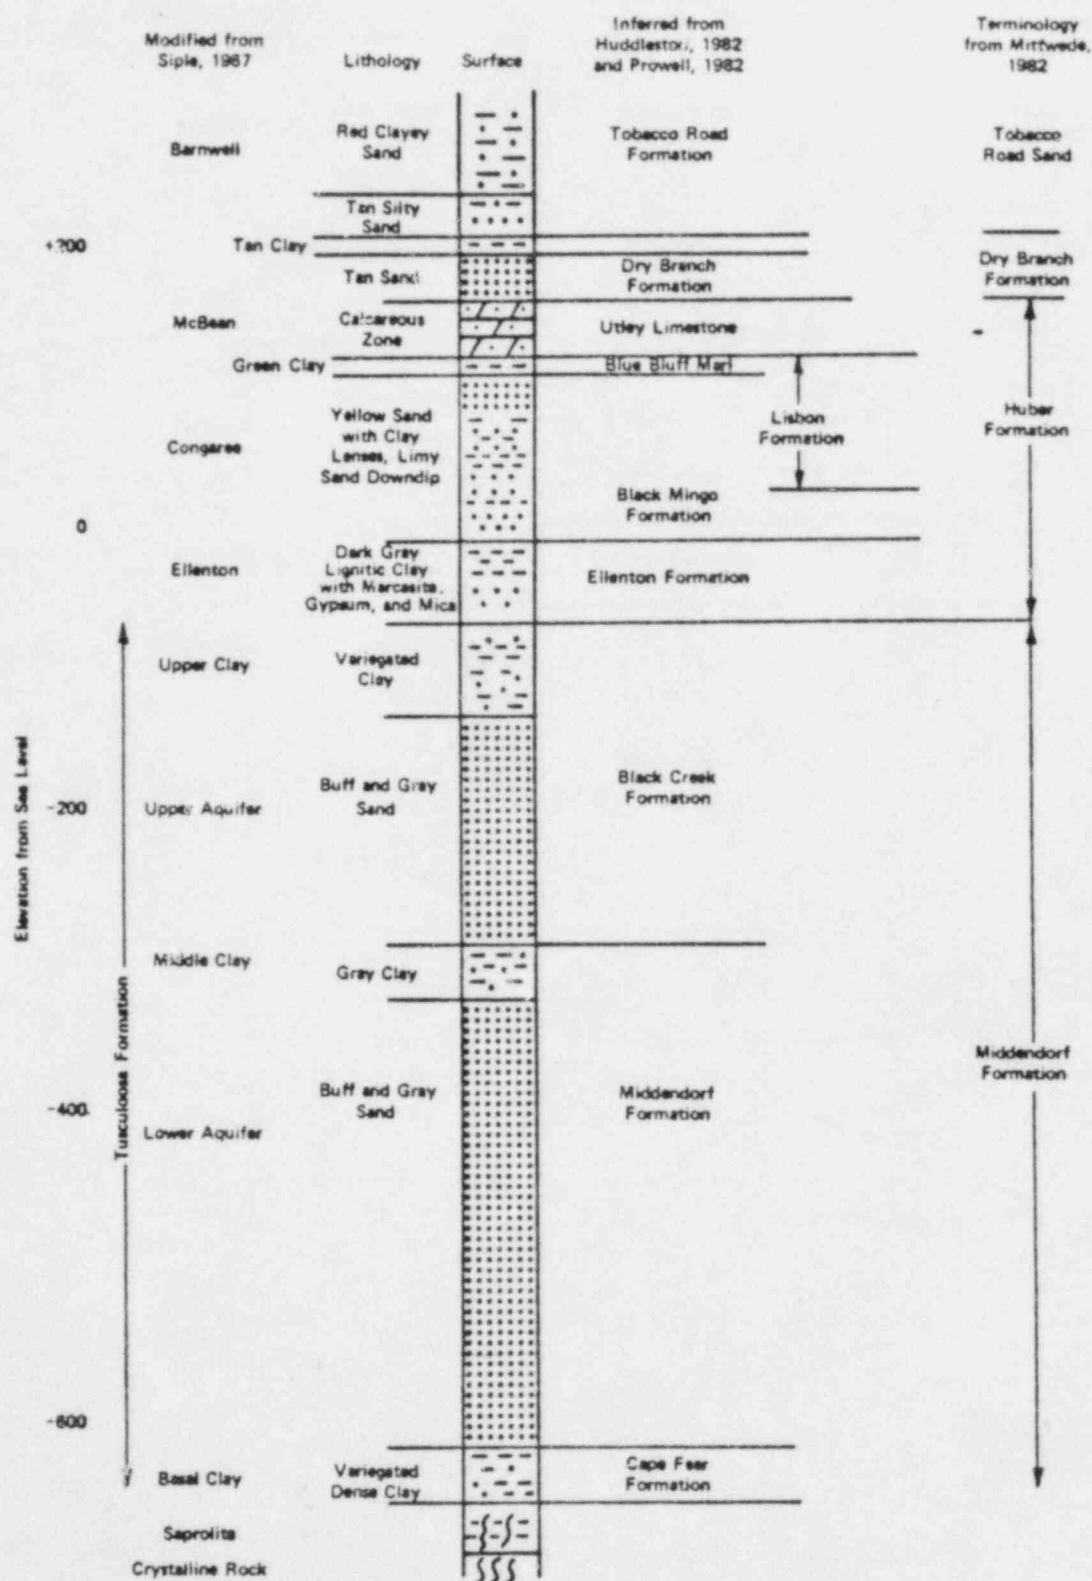 Modified from
Siple, 1967
Lithology
Surface
Inferred from
Huddleston, 1982
and Prowell, 1982
Terminology
from Mittwede,
1982
Barnwell
Red Clayey
Sand
Tobacco Road
Formation
Tobacco
Road Sand
Tan Silty
Sand
+200
Tan Clay
Tan Sand
Dry Branch
Formation
Dry Branch
Formation
McBean
Calcareous
Zone
Utley Limestone
Green Clay
Blue Bluff Marl
Congaree
Yellow Sand
with Clay
Lenses, Limy
Sand Downdip
Lisbon
Formation
Huber
Formation
Black Mingo
Formation
0
Ellenton
Dark Gray
Lignitic Clay
with Marcasite,
Gypsum, and Mica
Ellenton Formation
Upper Clay
Variegated
Clay
Elevation from Sea Level
-200
Upper Aquifer
Buff and Gray
Sand
Black Creek
Formation
Middle Clay
Gray Clay
Tuscaloosa Formation
-400
Lower Aquifer
Buff and Gray
Sand
Middendorf
Formation
Middendorf
Formation
-600
Basal Clay
Variegated
Dense Clay
Cape Fear
Formation
Saprolite
Crystalline Rock